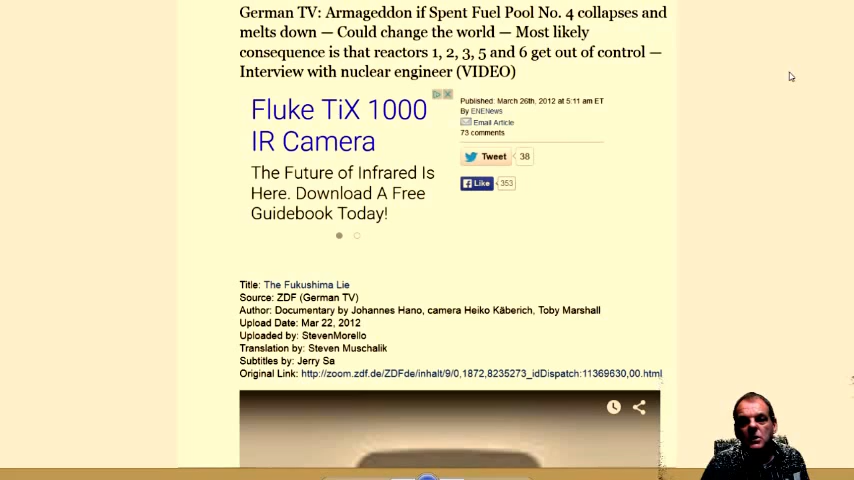 German TV: Armageddon if Spent Fuel Pool No. 4 collapses and
melts down — Could change the world — Most likely
consequence is that reactors 1, 2, 3, 5 and 6 get out of control —
Interview with nuclear engineer (VIDEO)
Fluke TiX 1000
IR Camera
The Future of Infrared Is
Here. Download A Free
Guidebook Today!
Published: March 26th, 2012 at 5:11 am ET
By ENENews
Email Article
73 comments
Tweet 38
Like 353
Title: The Fukushima Lie
Source: ZDF (German TV)
Author: Documentary by Johannes Hano, camera Heiko Käberich, Toby Marshall
Upload Date: Mar 22, 2012
Uploaded by: StevenMorello
Translation by: Steven Muschalik
Subtitles by: Jerry Sa
Original Link: http://zoom.zdf.de/ZDFde/inhalt/9/0,1872,8235273_idDispatch:11369630,00.html